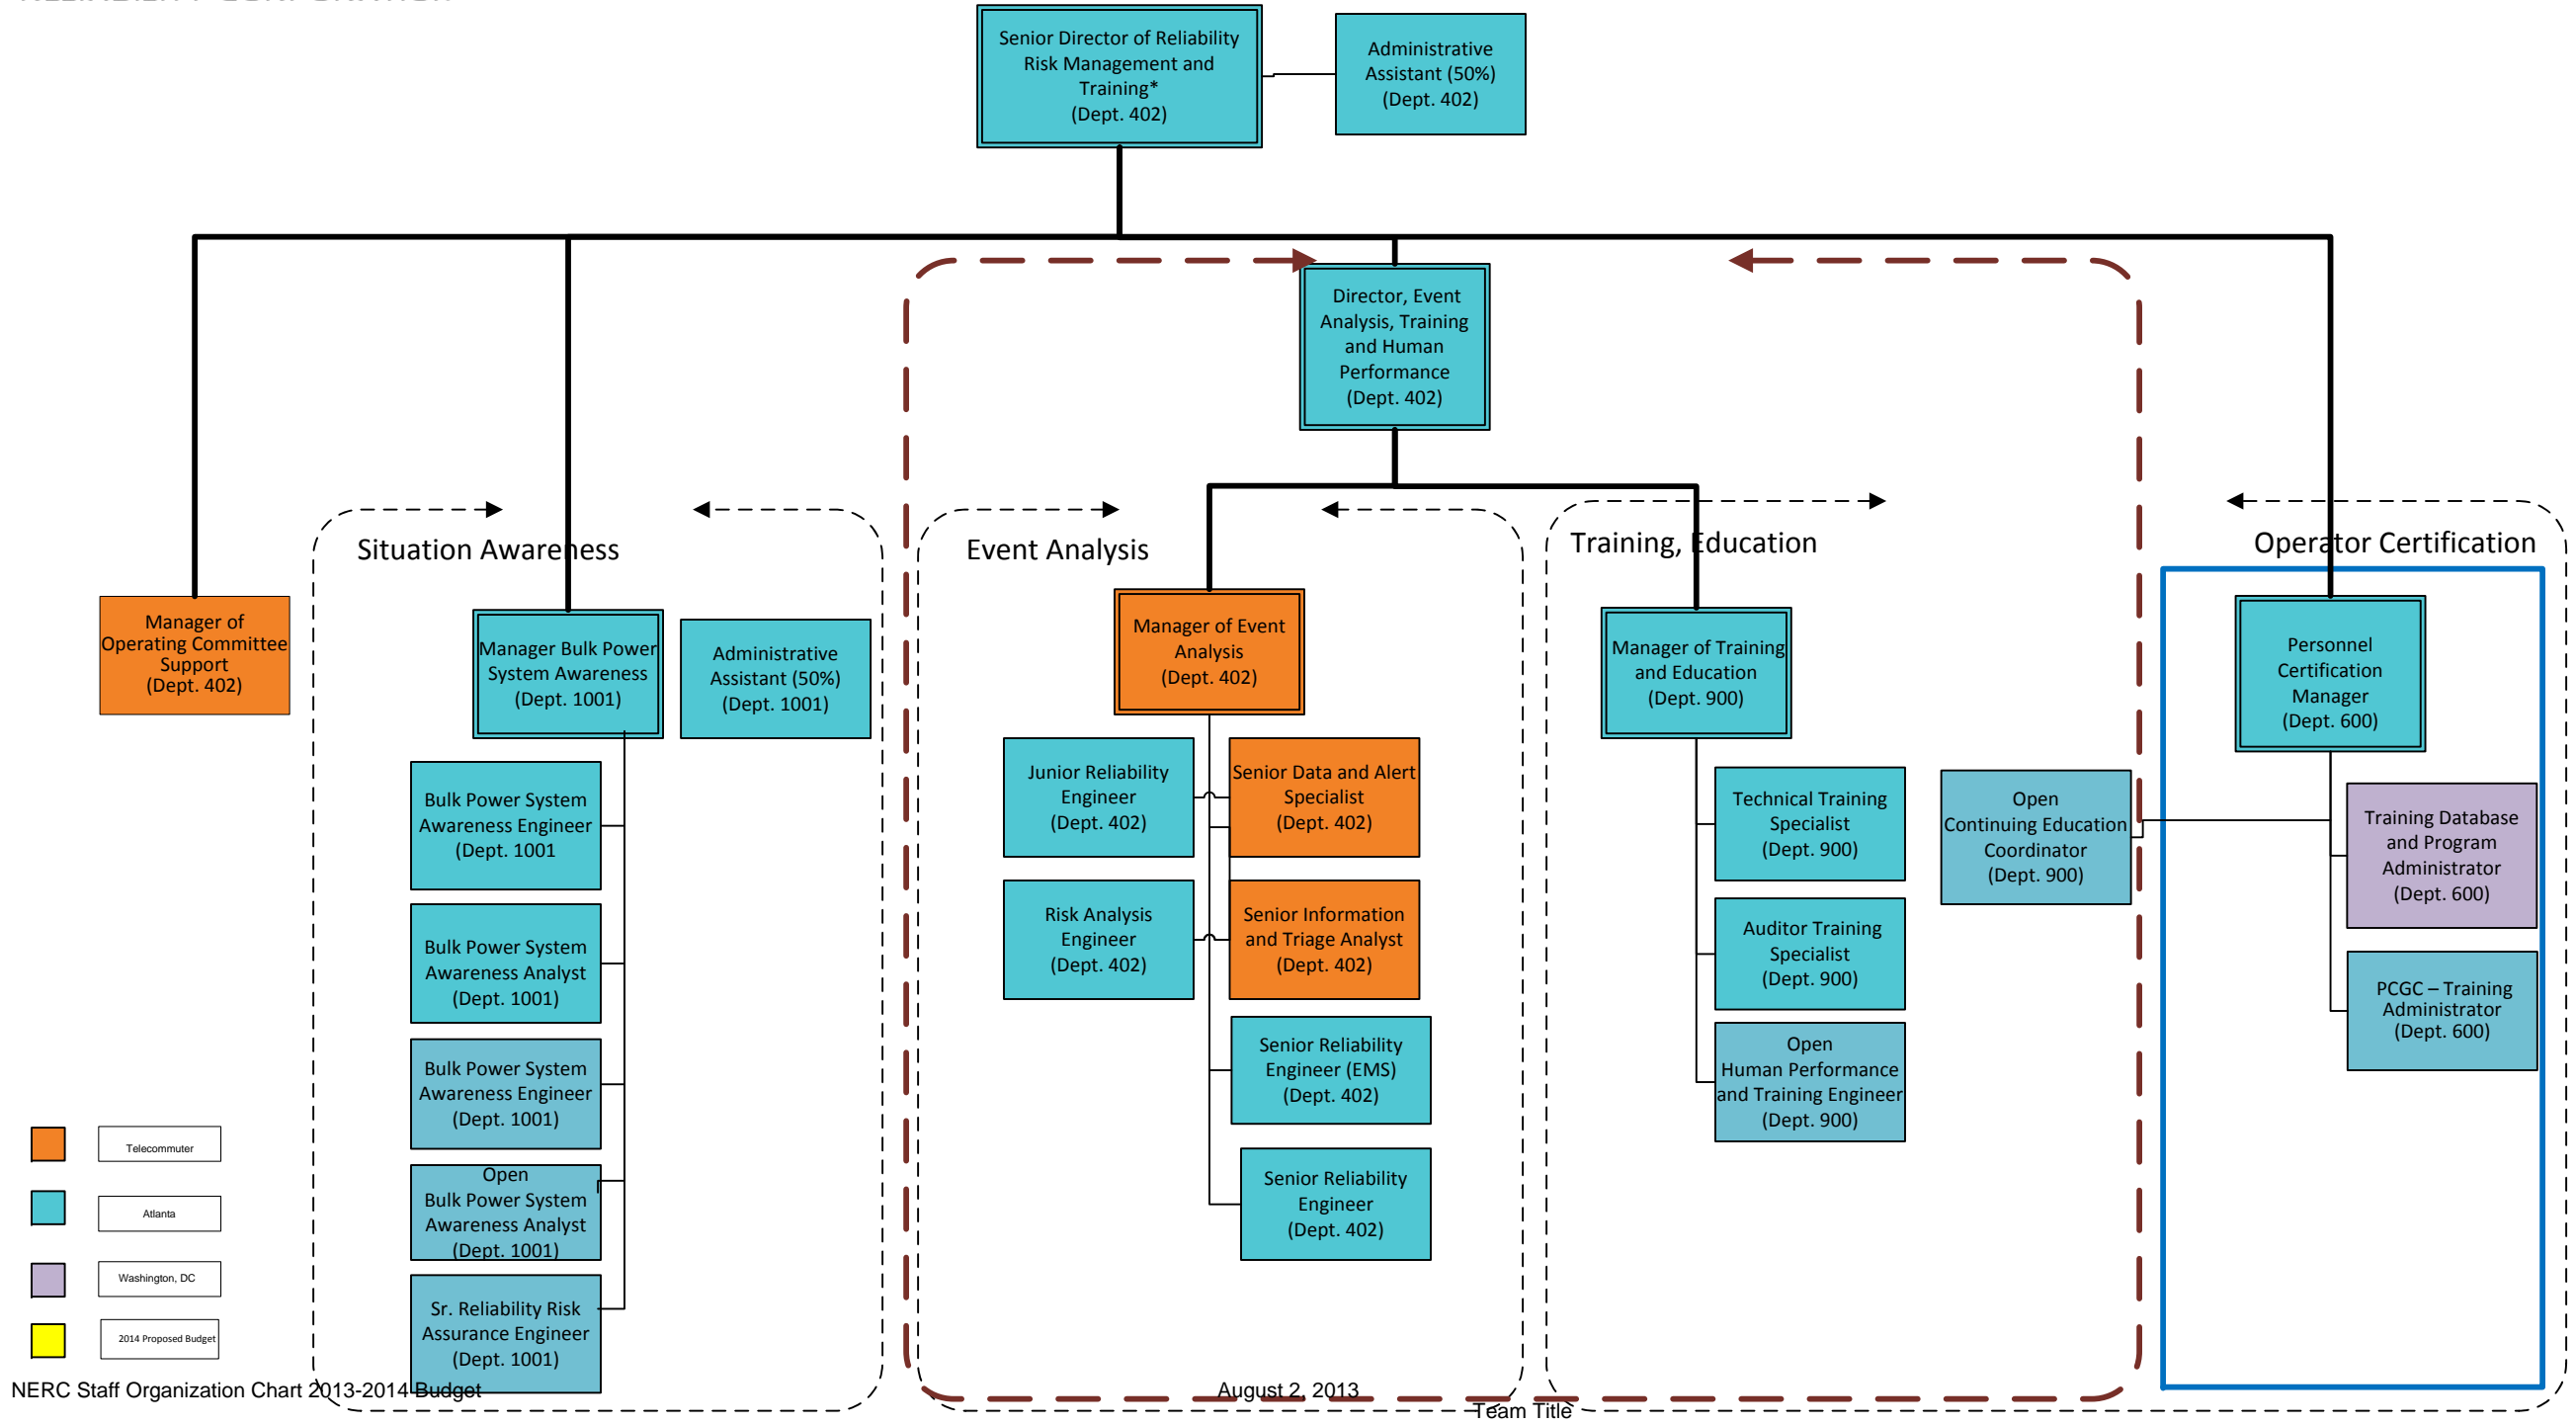 Senior Director of Reliability
Risk Management and
Training*
(Dept. 402)
Administrative
Assistant (50%)
(Dept. 402)
Director, Event
Analysis, Training
and Human
Performance
(Dept. 402)
Situation Awareness
Event Analysis
Training, Education
Operator Certification
Manager of
Operating Committee
Support
(Dept. 402)
Manager Bulk Power
System Awareness
(Dept. 1001)
Administrative
Assistant (50%)
(Dept. 1001)
Manager of Event
Analysis
(Dept. 402)
Manager of Training
and Education
(Dept. 900)
Personnel
Certification
Manager
(Dept. 600)
Bulk Power System
Awareness Engineer
(Dept. 1001
Bulk Power System
Awareness Analyst
(Dept. 1001)
Bulk Power System
Awareness Engineer
(Dept. 1001)
Open
Bulk Power System
Awareness Analyst
(Dept. 1001)
Sr. Reliability Risk
Assurance Engineer
(Dept. 1001)
Junior Reliability
Engineer
(Dept. 402)
Senior Data and Alert
Specialist
(Dept. 402)
Risk Analysis
Engineer
(Dept. 402)
Senior Information
and Triage Analyst
(Dept. 402)
Senior Reliability
Engineer (EMS)
(Dept. 402)
Senior Reliability
Engineer
(Dept. 402)
Technical Training
Specialist
(Dept. 900)
Auditor Training
Specialist
(Dept. 900)
Open
Human Performance
and Training Engineer
(Dept. 900)
Open
Continuing Education
Coordinator
(Dept. 900)
Training Database
and Program
Administrator
(Dept. 600)
PCGC – Training
Administrator
(Dept. 600)
Telecommuter
Atlanta
Washington, DC
2014 Proposed Budget
NERC Staff Organization Chart 2013-2014 Budget
August 2, 2013
Team Title